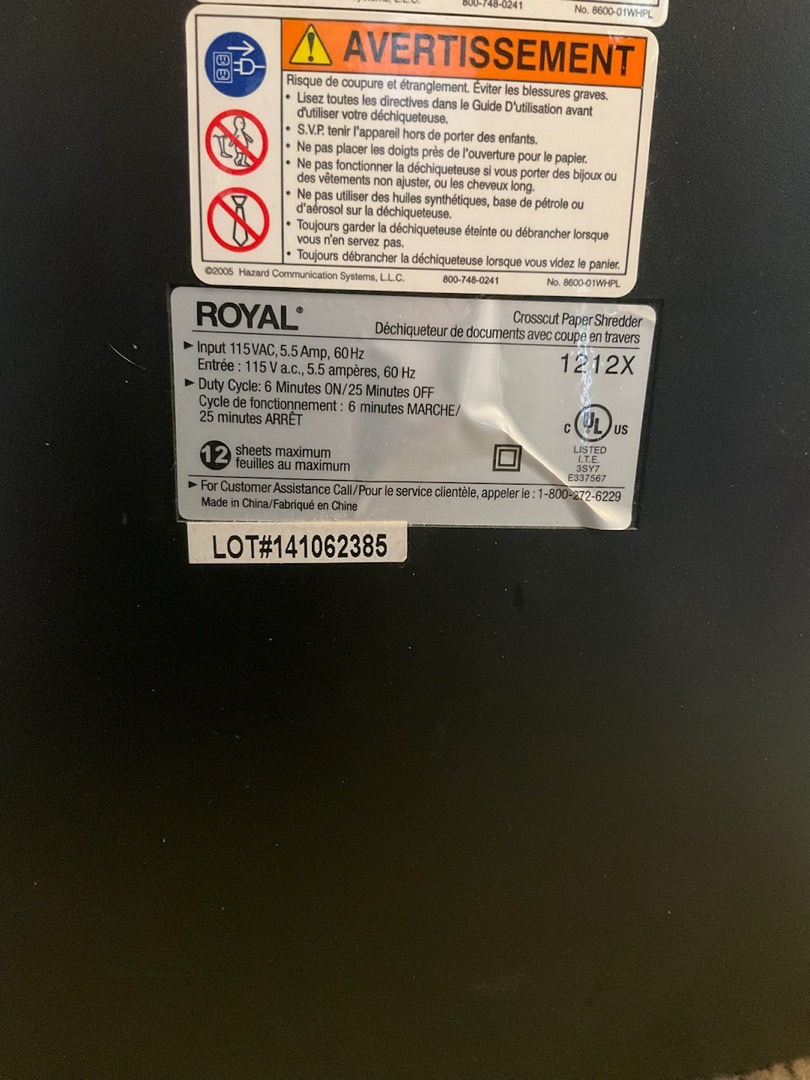 800-748-0241 No. 8600-01WHPL
AVERTISSEMENT
Risque de coupure et étranglement. Éviter les blessures graves.
• Lisez toutes les directives dans le Guide D'utilisation avant
d'utiliser votre déchiqueteuse.
• S.V.P. tenir l'appareil hors de porter des enfants.
• Ne pas placer les doigts près de l'ouverture pour le papier.
• Ne pas fonctionner la déchiqueteuse si vous porter des bijoux ou
des vêtements non ajuster, ou les cheveux long.
• Ne pas utiliser des huiles synthétiques, base de pétrole ou
d'aérosol sur la déchiqueteuse.
• Toujours garder la déchiqueteuse éteinte ou débrancher lorsque
vous n'en servez pas.
• Toujours débrancher la déchiqueteuse lorsque vous videz le panier.
©2005 Hazard Communication Systems, L.L.C. 800-748-0241 No. 8600-01WHPL
ROYAL®
Crosscut Paper Shredder
Déchiqueteur de documents avec coupe en travers
1212X
► Input 115VAC, 5.5 Amp, 60Hz
Entrée : 115 V a.c., 5.5 ampères, 60 Hz
► Duty Cycle: 6 Minutes ON/25 Minutes OFF
Cycle de fonctionnement : 6 minutes MARCHE/
25 minutes ARRÊT
12 sheets maximum
feuilles au maximum
C UL US
LISTED
I.T.E.
3SY7
E337567
► For Customer Assistance Call/Pour le service clientèle, appeler le : 1-800-272-6229
Made in China/Fabriqué en Chine
LOT#141062385